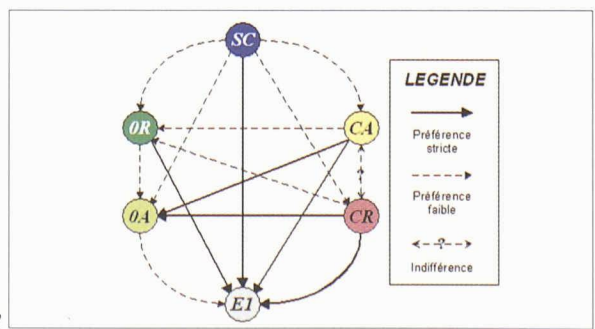 SC
0R
CA
0A
CR
E1
LEGENDE
Préférence
stricte
Préférence
faible
?
Indifférence